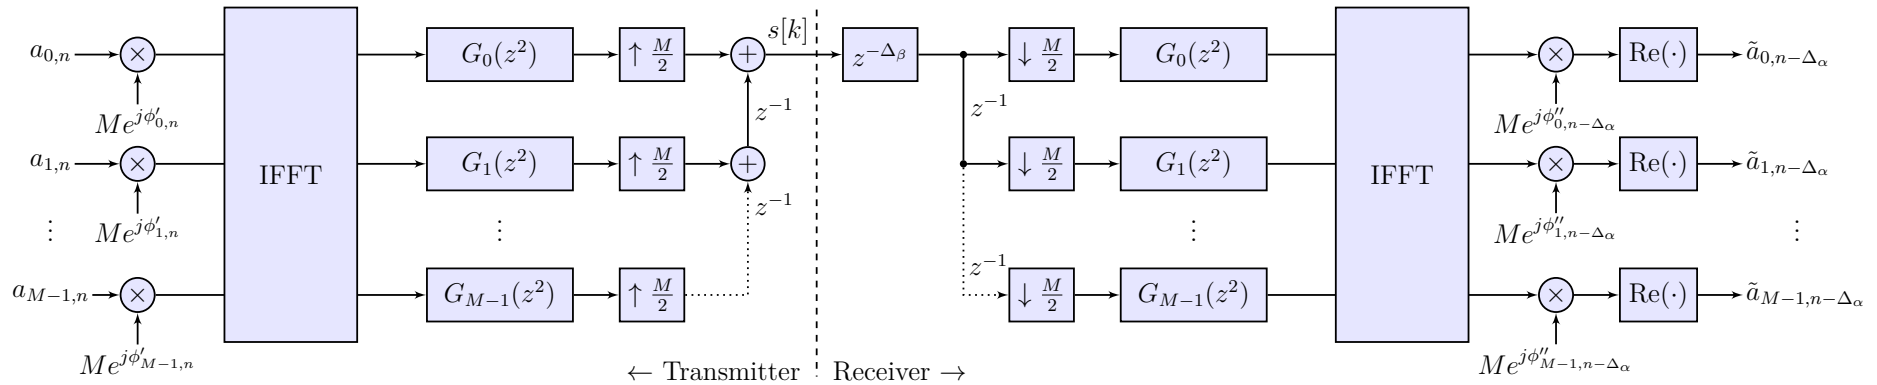 a_{0,n} × IFFT G_0(z^2) ↑ M/2 + s[k] z^{-Δ_β} ↓ M/2 G_0(z^2) IFFT × Re(·) ã_{0,n-Δ_α}
Me^{jϕ'_{0,n}} z^{-1} z^{-1} Me^{jϕ''_{0,n-Δ_α}}
a_{1,n} × G_1(z^2) ↑ M/2 + ↓ M/2 G_1(z^2) × Re(·) ã_{1,n-Δ_α}
Me^{jϕ'_{1,n}} z^{-1} Me^{jϕ''_{1,n-Δ_α}}
⋮ ⋮ ⋮ ⋮
z^{-1}
a_{M-1,n} × G_{M-1}(z^2) ↑ M/2 ↓ M/2 G_{M-1}(z^2) × Re(·) ã_{M-1,n-Δ_α}
Me^{jϕ'_{M-1,n}} Me^{jϕ''_{M-1,n-Δ_α}}
← Transmitter Receiver →